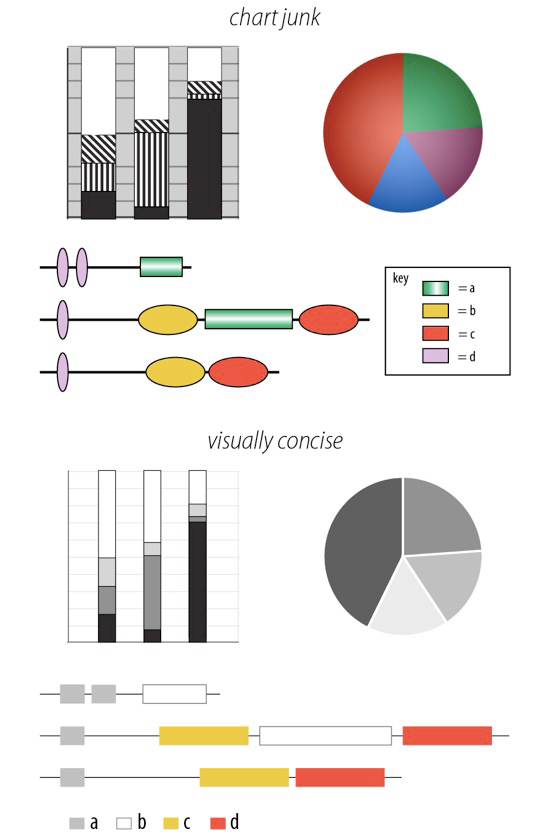 chart junk
key
= a
= b
= c
= d
visually concise
a b c d